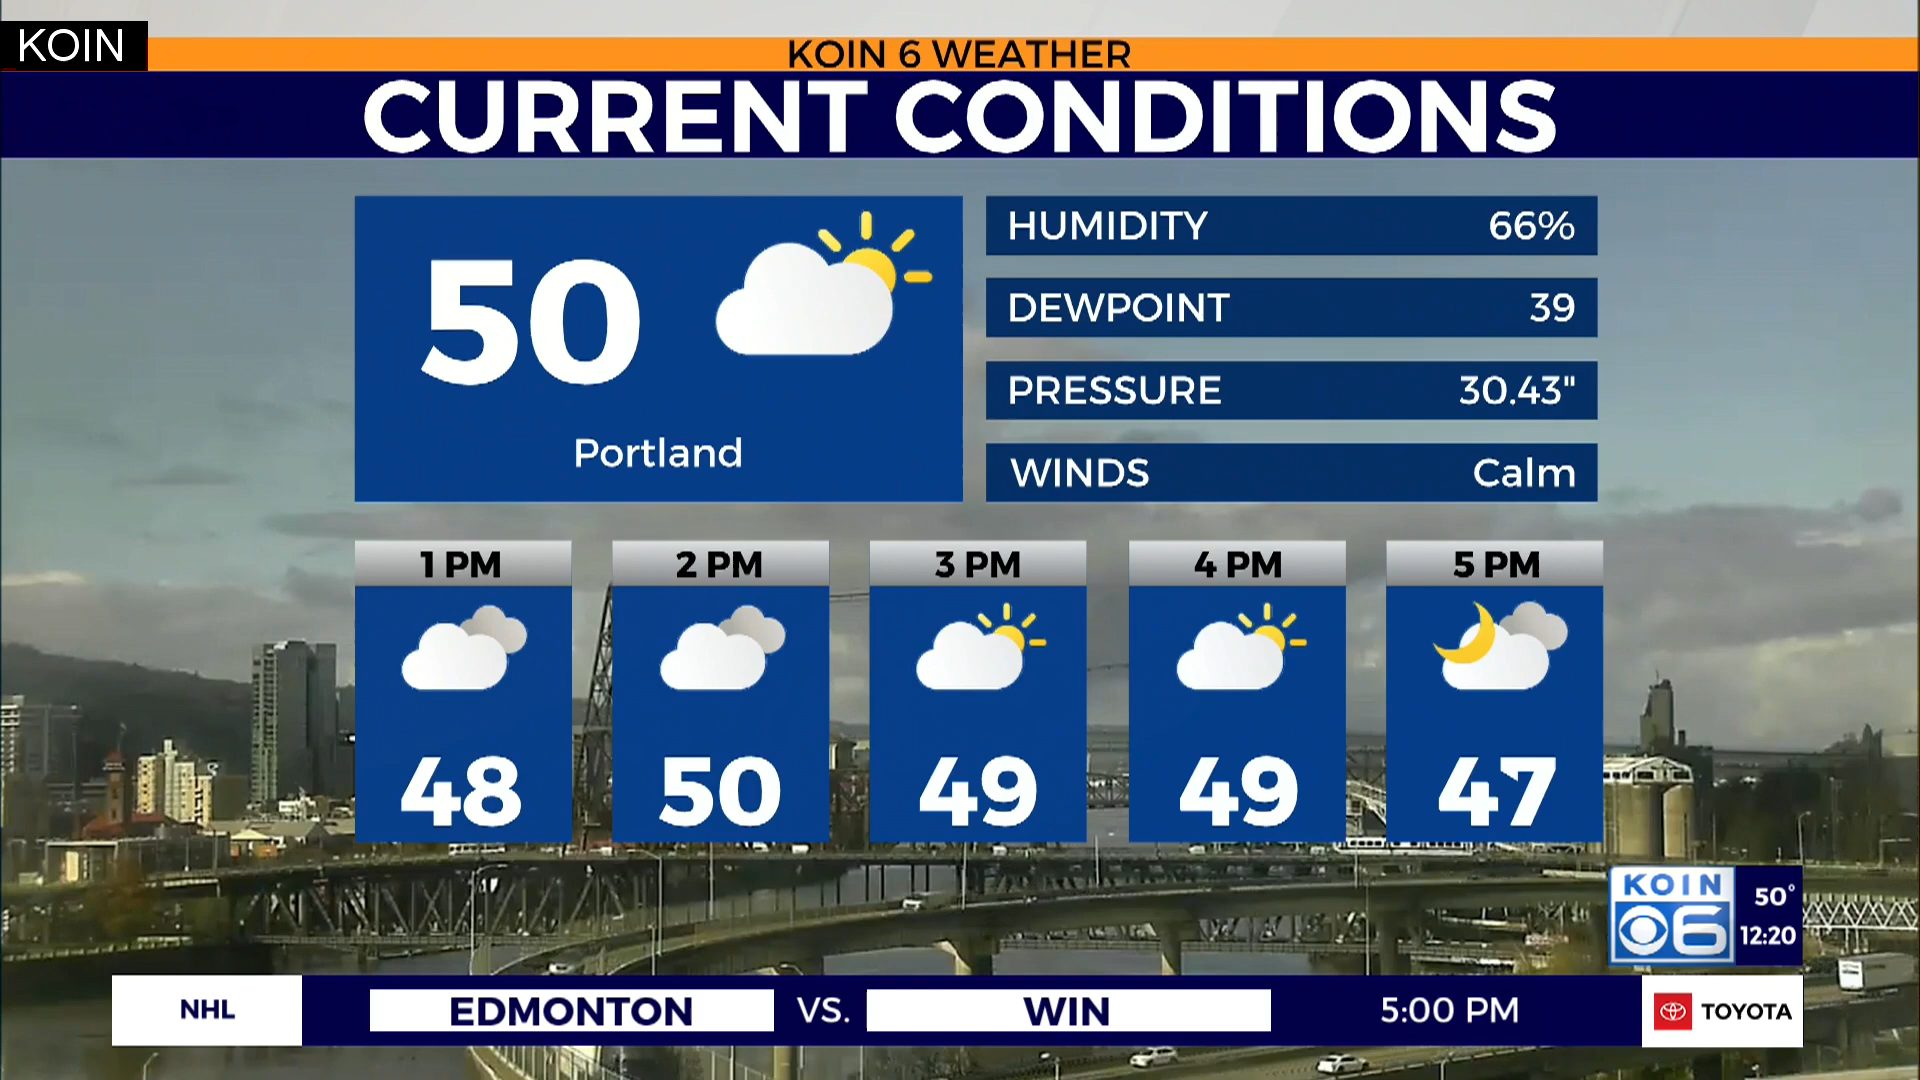 KOIN
KOIN 6 WEATHER
CURRENT CONDITIONS
50
Portland
HUMIDITY 66%
DEWPOINT 39
PRESSURE 30.43"
WINDS Calm
1 PM 2 PM 3 PM 4 PM 5 PM
48 50 49 49 47
KOIN 50°
6 12:20
NHL EDMONTON VS. WIN 5:00 PM TOYOTA